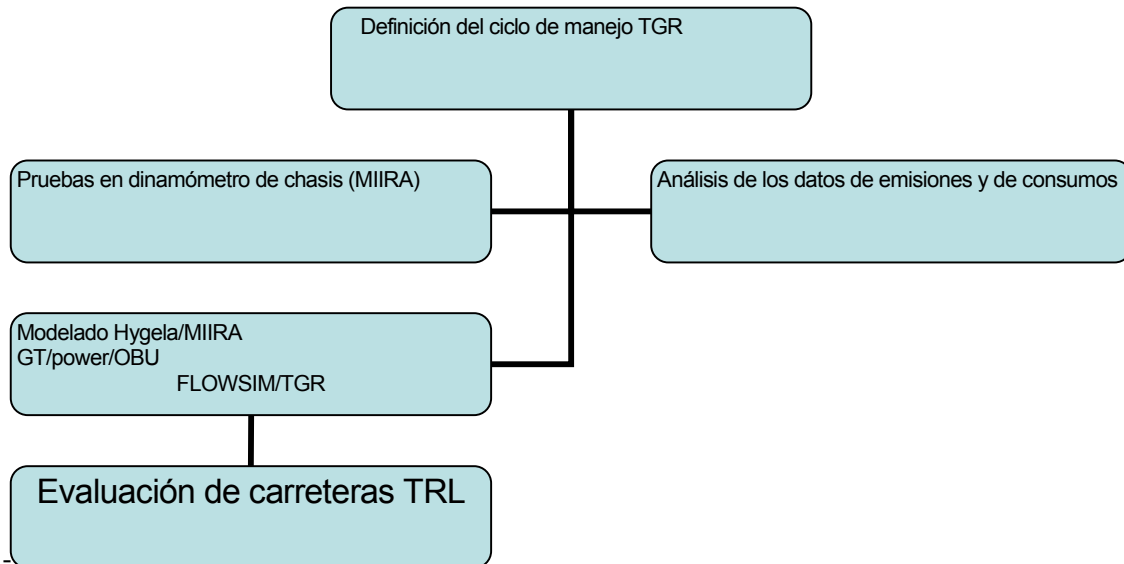 Definición del ciclo de manejo TGR
Pruebas en dinamómetro de chasis (MIIRA)
Análisis de los datos de emisiones y de consumos
Modelado Hygela/MIIRA
GT/power/OBU
FLOWSIM/TGR
Evaluación de carreteras TRL
-